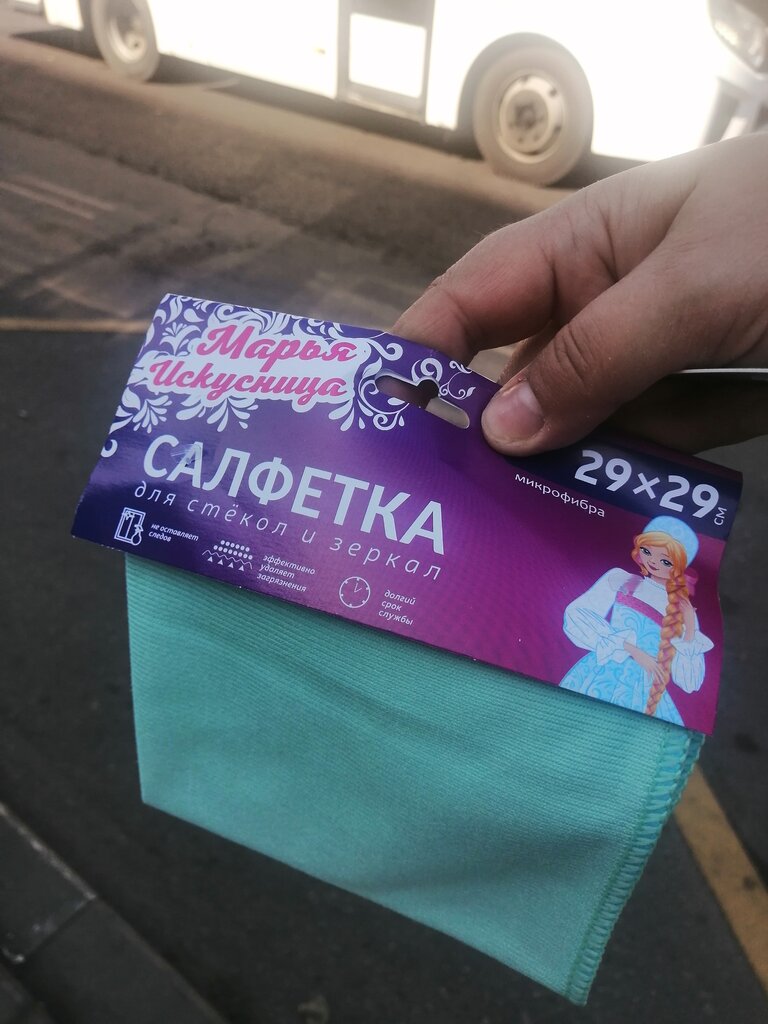 Марья
Искусница
САЛФЕТКА
для стёкол и зеркал
не оставляет
следов
эффективно
удаляет
загрязнения
долгий
срок
службы
29×29 см
микрофибра